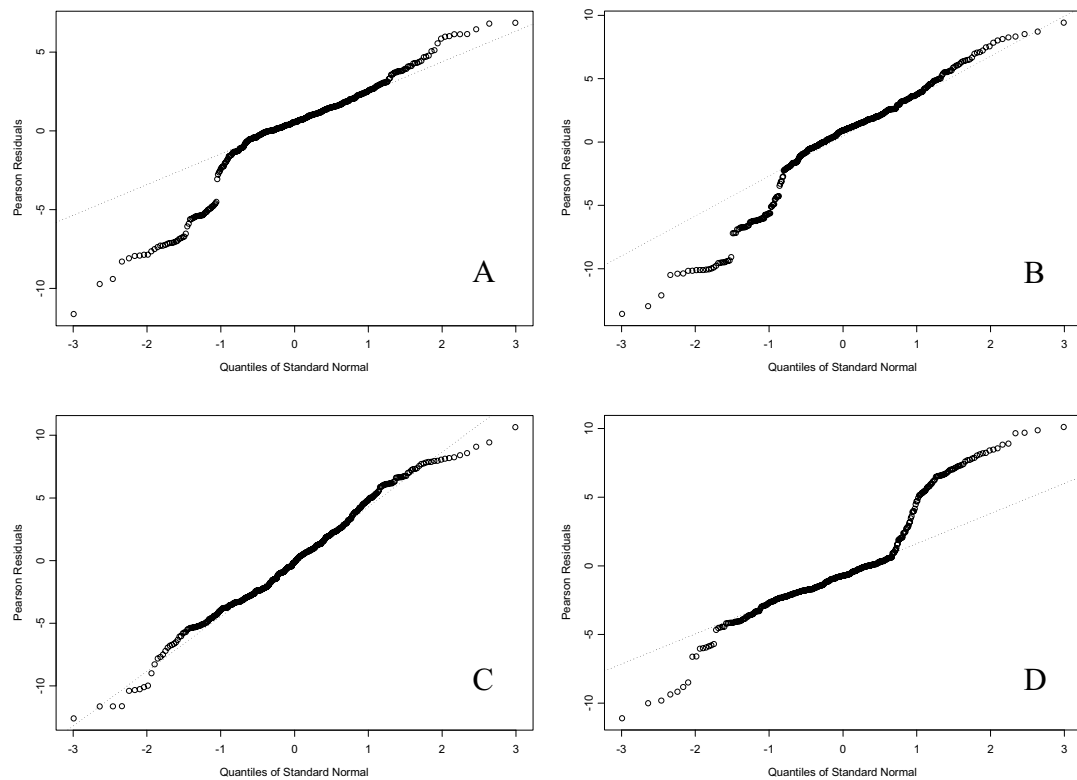 5
0
-5
-10
Pearson Residuals
A
-3 -2 -1 0 1 2 3
Quantiles of Standard Normal
10
5
0
-5
-10
Pearson Residuals
B
-3 -2 -1 0 1 2 3
Quantiles of Standard Normal
10
5
0
-5
-10
Pearson Residuals
C
-3 -2 -1 0 1 2 3
Quantiles of Standard Normal
10
5
0
-5
-10
Pearson Residuals
D
-3 -2 -1 0 1 2 3
Quantiles of Standard Normal